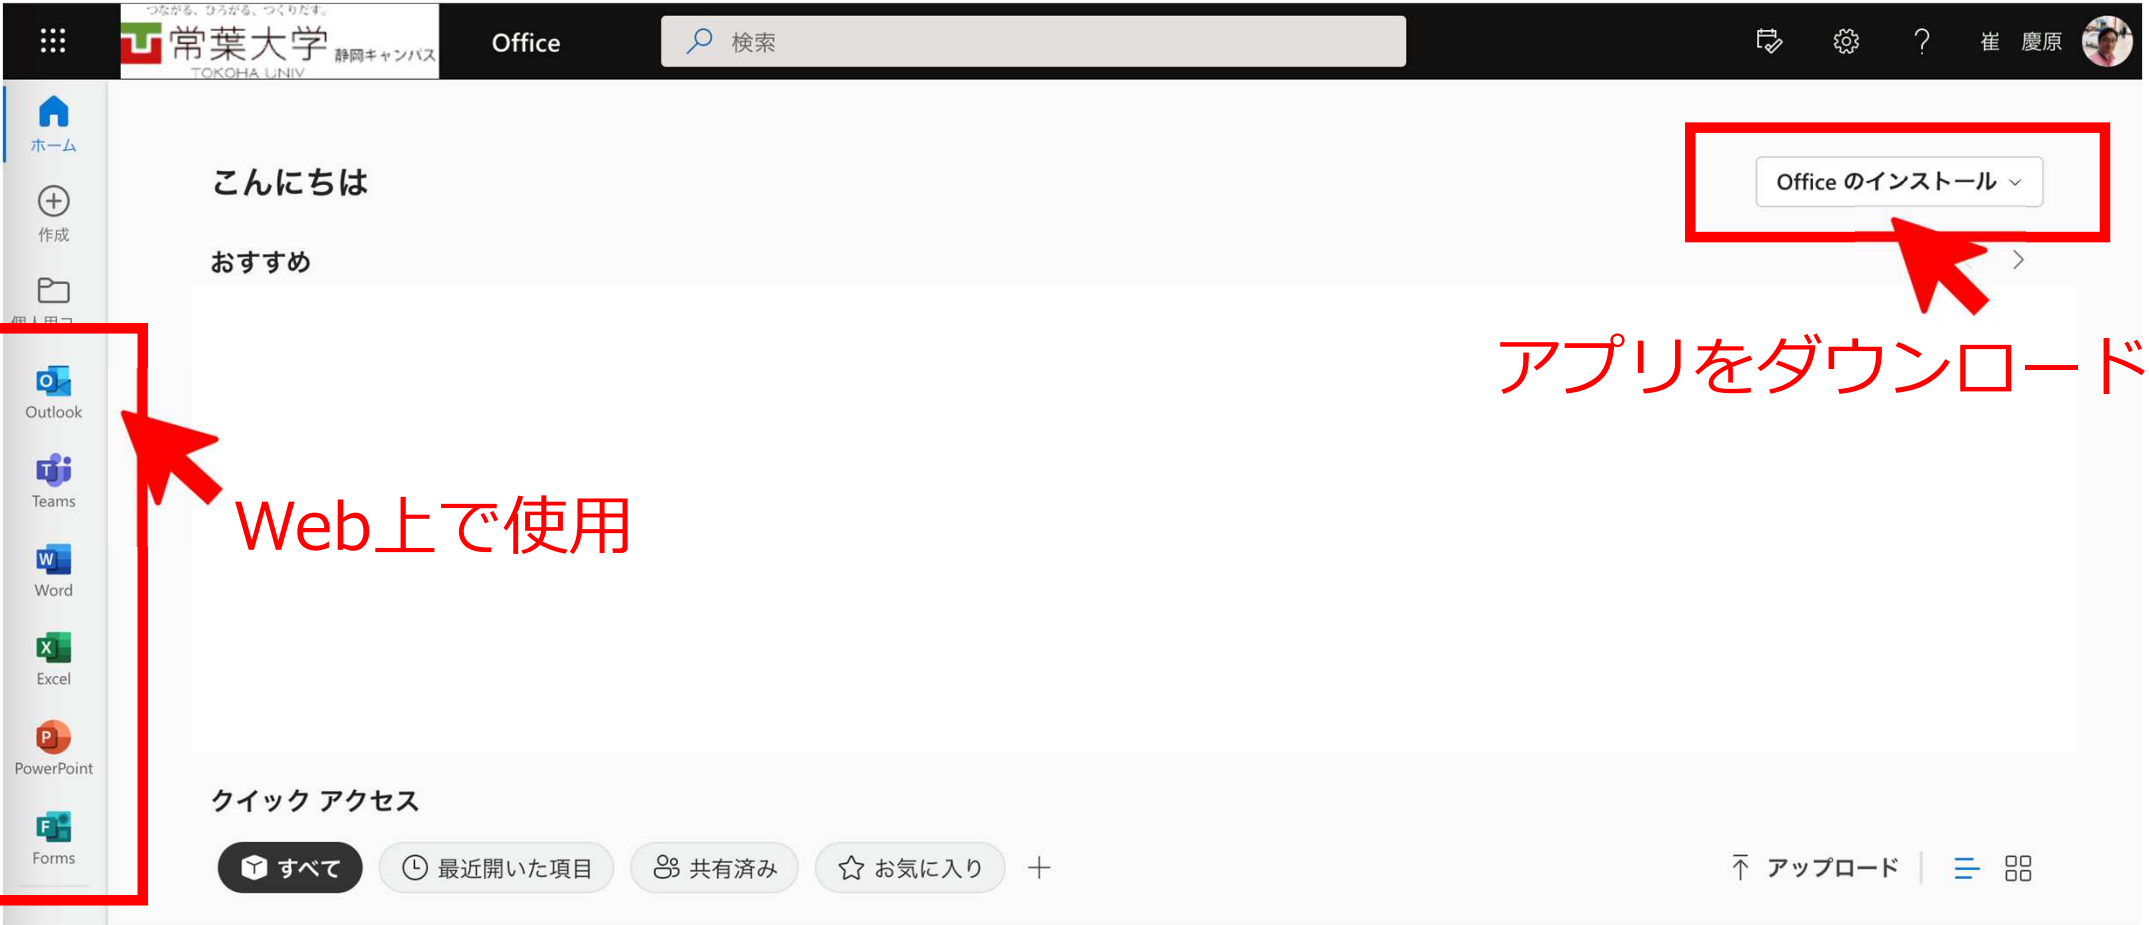 つながる、ひろがる、つくりだす。
常葉大学 静岡キャンパス
TOKOHA UNIV
Office
検索
崔 慶原
ホーム
作成
こんにちは
Office のインストール
おすすめ
アプリをダウンロード
Outlook
Teams
Web上で使用
Word
Excel
PowerPoint
Forms
クイック アクセス
すべて
最近開いた項目
共有済み
お気に入り
アップロード